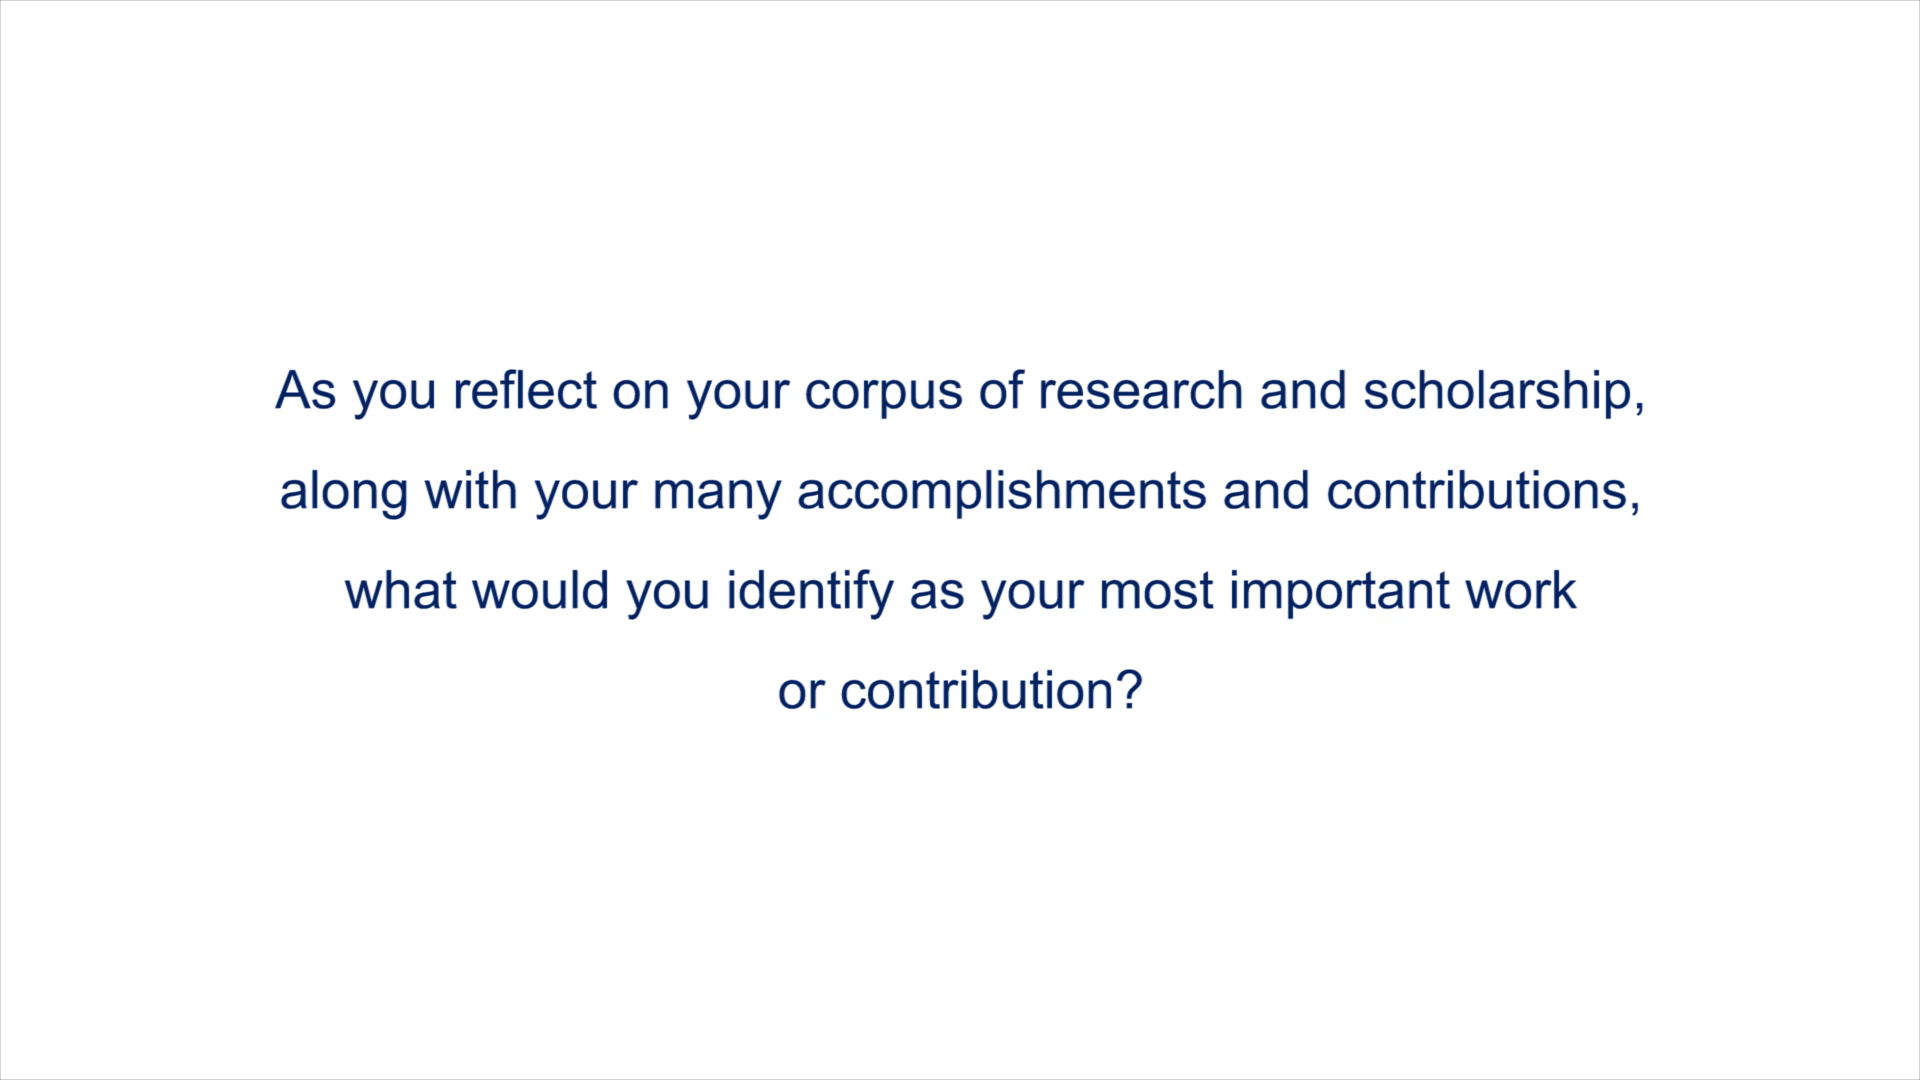 As you reflect on your corpus of research and scholarship,
along with your many accomplishments and contributions,
what would you identify as your most important work
or contribution?